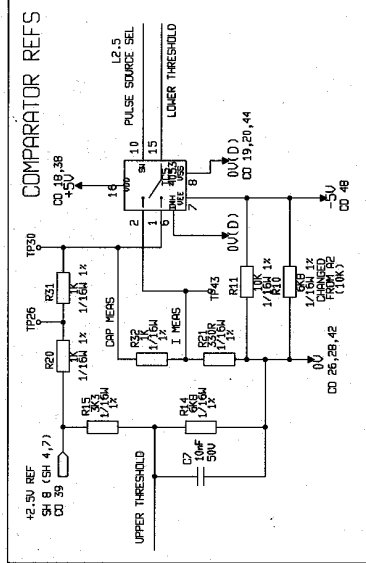 COMPARATOR REFS
+2.5V REF
SH 8 (SH 4,7)
CD 39
R20
1K
1/16W 1%
TP26
R31
1K
1/16W 1%
TP30
CD 18,38
+5V
L2.5
PULSE SOURCE SEL
LOWER THRESHOLD
10
15
16
VDD
SW
2
1
6
INH
VEE
VSS
7
8
0V(D)
CD 19,20,44
0V(D)
CAP MEAS
I MEAS
R15
3K3
1/16W
1%
R32
1K
1/16W
1%
R21
330R
1/16W
1%
TP43
UPPER THRESHOLD
R14
6K8
1/16W
1%
C7
10nF
50V
R11
10K
1/16W 1%
R10
6K8
1/16W 1%
CHANGED
FROM A2
(10K)
0V
CD 26,28,42
-5V
CD 48